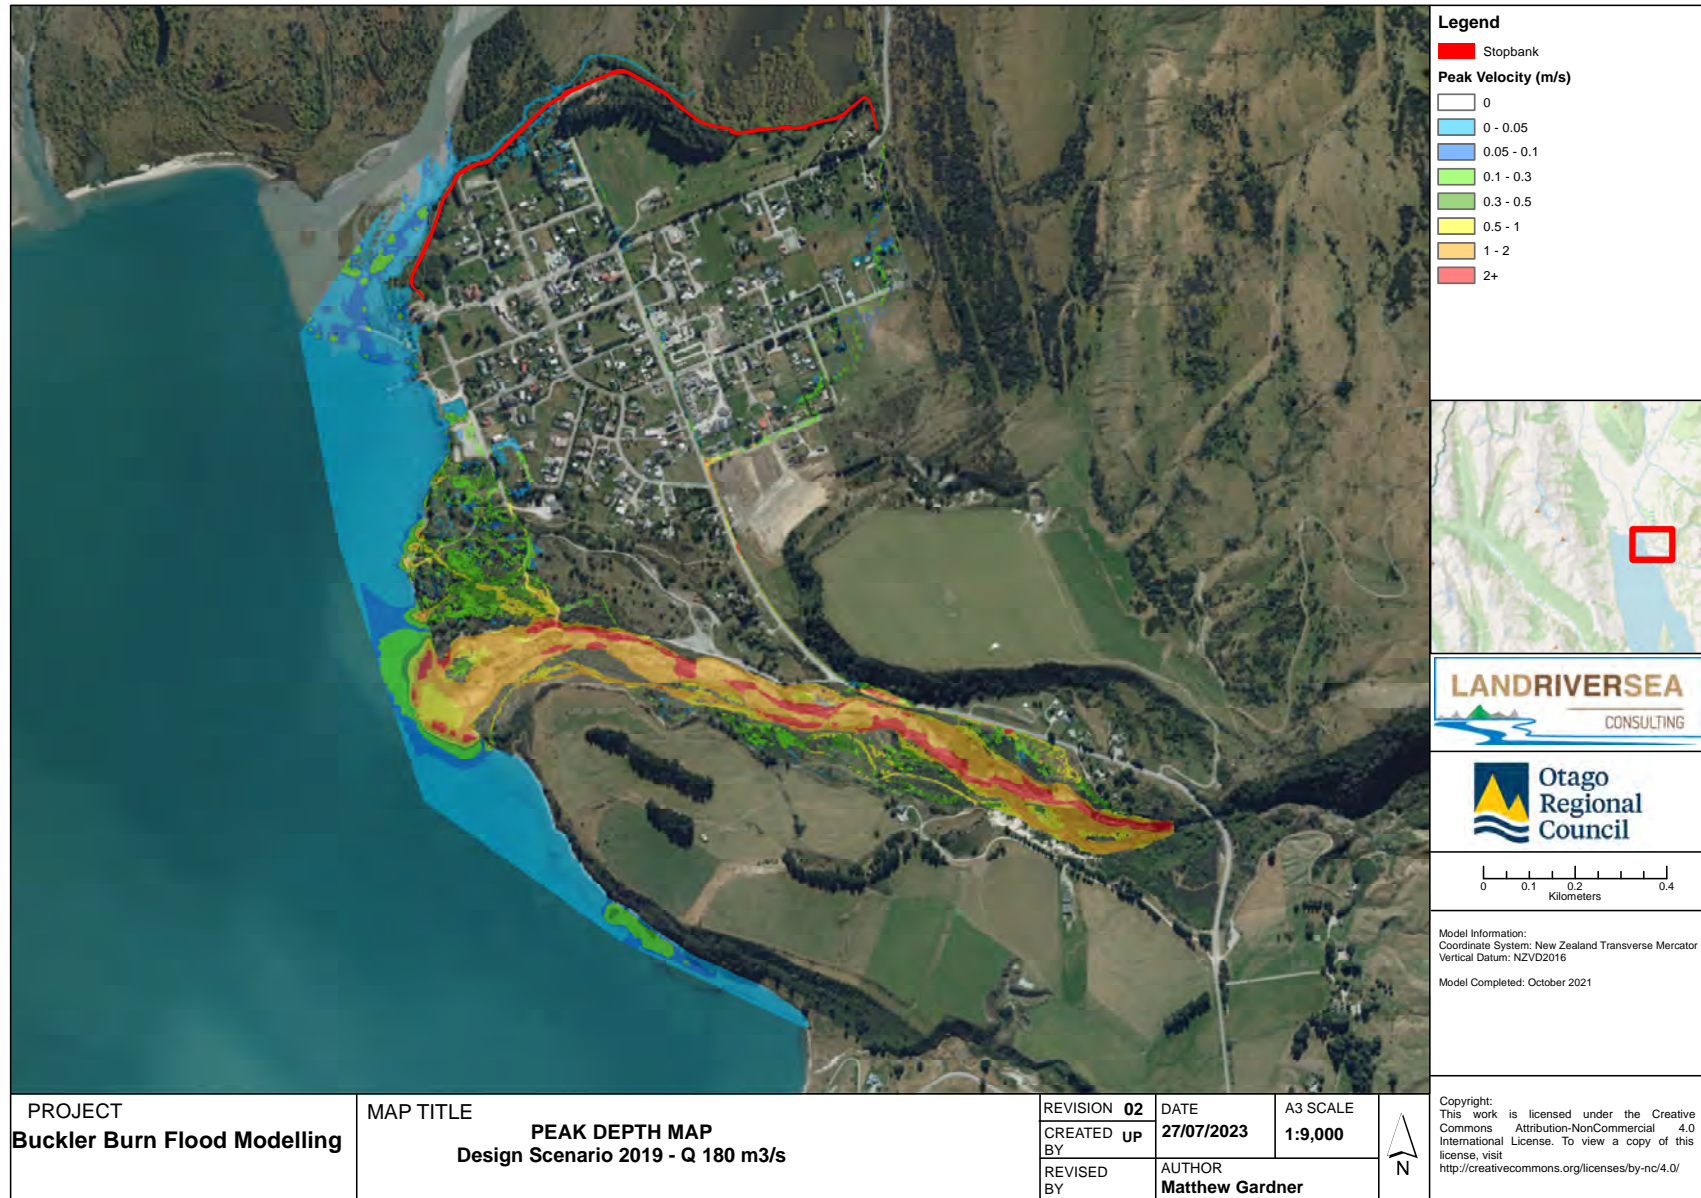 Legend
Stopbank
Peak Velocity (m/s)
0
0 - 0.05
0.05 - 0.1
0.1 - 0.3
0.3 - 0.5
0.5 - 1
1 - 2
2+
LANDRIVERSEA
CONSULTING
Otago
Regional
Council
0 0.1 0.2 0.4
Kilometers
Model Information:
Coordinate System: New Zealand Transverse Mercator
Vertical Datum: NZVD2016
Model Completed: October 2021
Copyright:
This work is licensed under the Creative
Commons Attribution-NonCommercial 4.0
International License. To view a copy of this
license, visit
http://creativecommons.org/licenses/by-nc/4.0/
PROJECT
Buckler Burn Flood Modelling
MAP TITLE
PEAK DEPTH MAP
Design Scenario 2019 - Q 180 m3/s
REVISION 02
CREATED BY UP
REVISED BY
DATE
27/07/2023
A3 SCALE
1:9,000
AUTHOR
Matthew Gardner
N